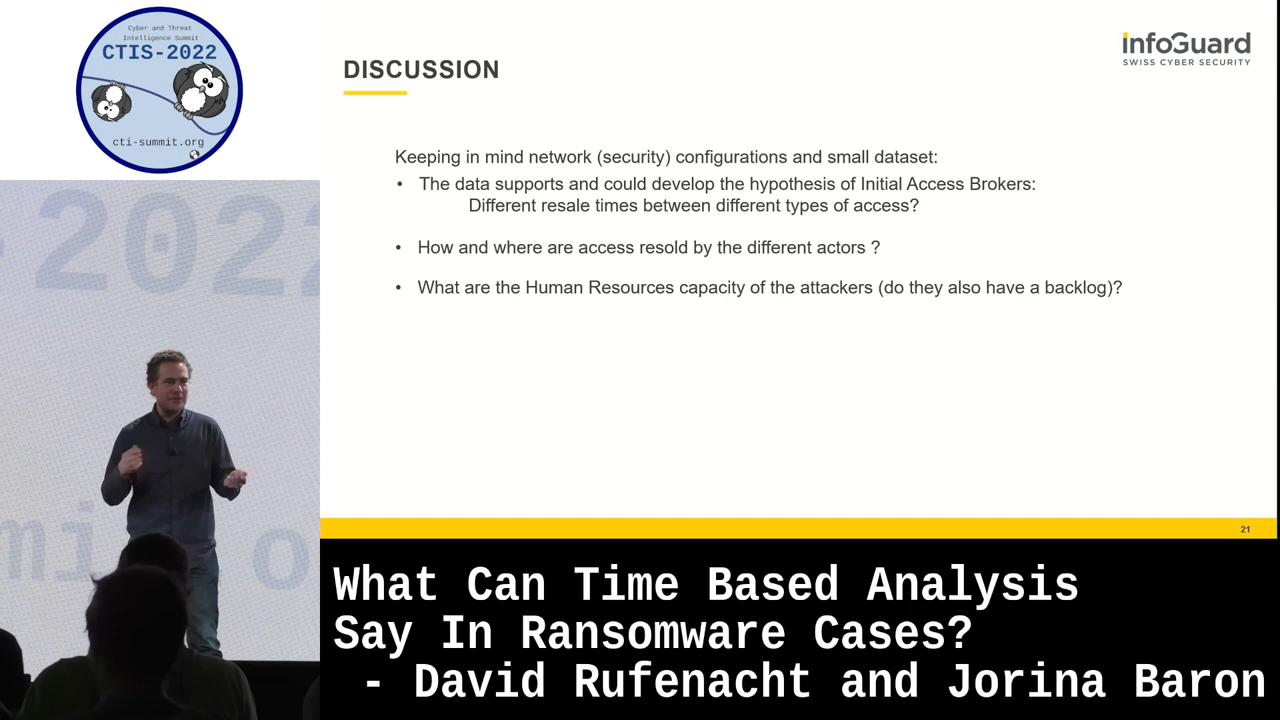 Cyber and Threat
Intelligence Summit
CTIS-2022
cti-summit.org
DISCUSSION
infoGuard
SWISS CYBER SECURITY
Keeping in mind network (security) configurations and small dataset:
• The data supports and could develop the hypothesis of Initial Access Brokers:
Different resale times between different types of access?
• How and where are access resold by the different actors ?
• What are the Human Resources capacity of the attackers (do they also have a backlog)?
21
-2022
mi
o
What Can Time Based Analysis
Say In Ransomware Cases?
- David Rufenacht and Jorina Baron